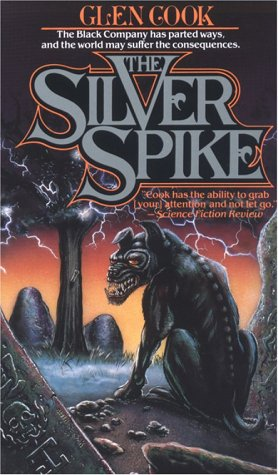 GLEN COOK
The Black Company has parted ways,
and the world may suffer the consequences.
THE
SILVER
SPIKE
"Cook has the ability to grab
your attention and not let go."
—Science Fiction Review